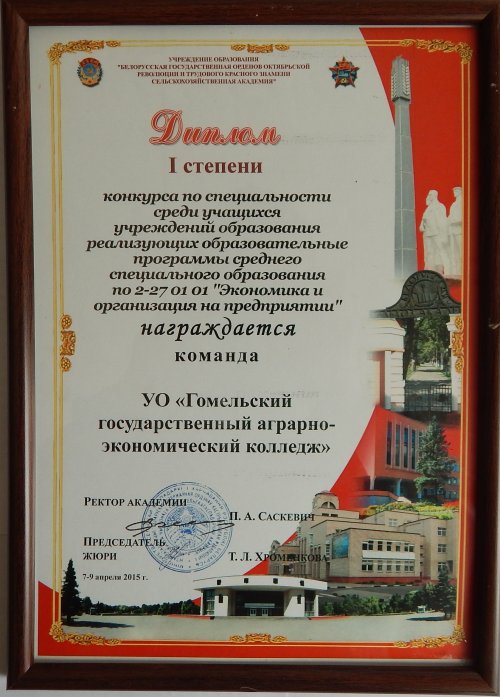 УЧРЕЖДЕНИЕ ОБРАЗОВАНИЯ
"БЕЛОРУССКАЯ ГОСУДАРСТВЕННАЯ ОРДЕНОВ ОКТЯБРЬСКОЙ
РЕВОЛЮЦИИ И ТРУДОВОГО КРАСНОГО ЗНАМЕНИ
СЕЛЬСКОХОЗЯЙСТВЕННАЯ АКАДЕМИЯ"
Диплом
I степени
конкурса по специальности
среди учащихся
учреждений образования
реализующих образовательные
программы среднего
специального образования
по 2-27 01 01 "Экономика и
организация на предприятии"
награждается
команда
УО «Гомельский
государственный аграрно-
экономический колледж»
РЕКТОР АКАДЕМИИ
П. А. САСКЕВИЧ
ПРЕДСЕДАТЕЛЬ
ЖЮРИ
Т. Л. ХРОМЕНКОВА
7-9 апреля 2015 г.